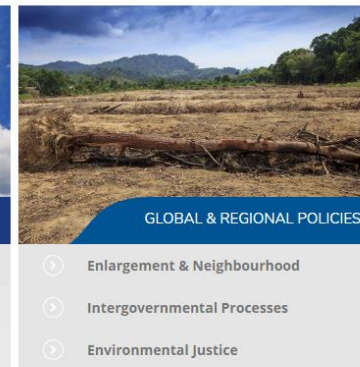 GLOBAL & REGIONAL POLICIES
Enlargement & Neighbourhood
Intergovernmental Processes
Environmental Justice